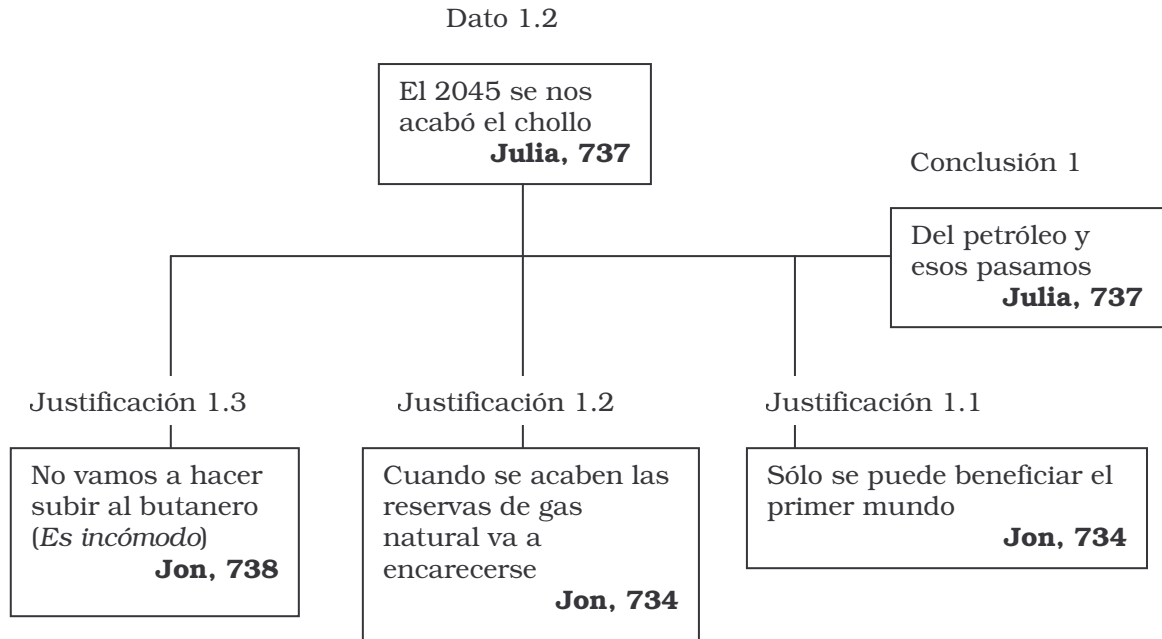 Dato 1.2
El 2045 se nos
acabó el chollo
Julia, 737
Conclusión 1
Del petróleo y
esos pasamos
Julia, 737
Justificación 1.3
No vamos a hacer
subir al butanero
(Es incómodo)
Jon, 738
Justificación 1.2
Cuando se acaben las
reservas de gas
natural va a
encarecerse
Jon, 734
Justificación 1.1
Sólo se puede beneficiar el
primer mundo
Jon, 734